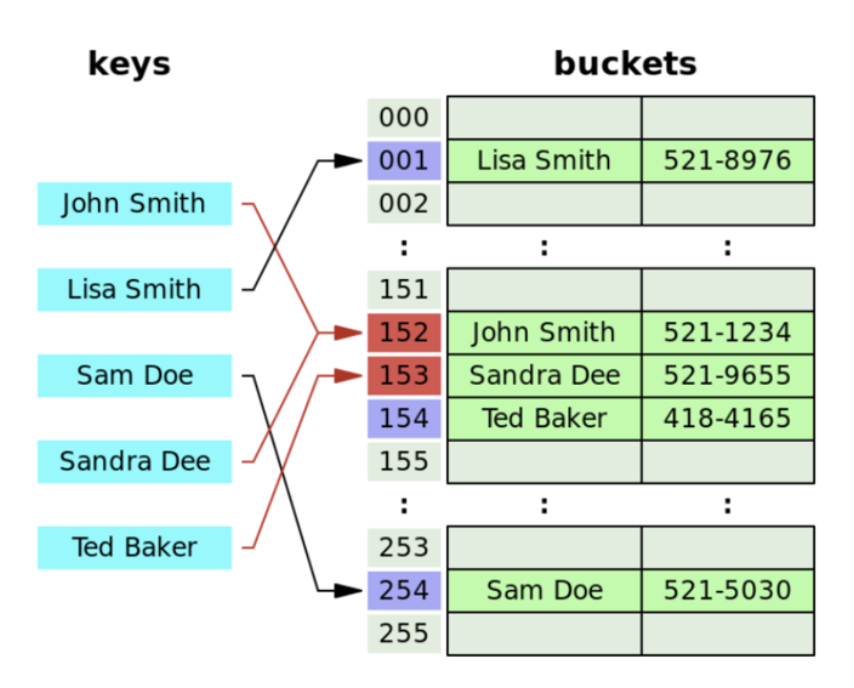 keys
buckets
000
001 Lisa Smith 521-8976
John Smith
002
: : :
Lisa Smith
151
152 John Smith 521-1234
Sam Doe
153 Sandra Dee 521-9655
154 Ted Baker 418-4165
Sandra Dee
155
: : :
Ted Baker
253
254 Sam Doe 521-5030
255